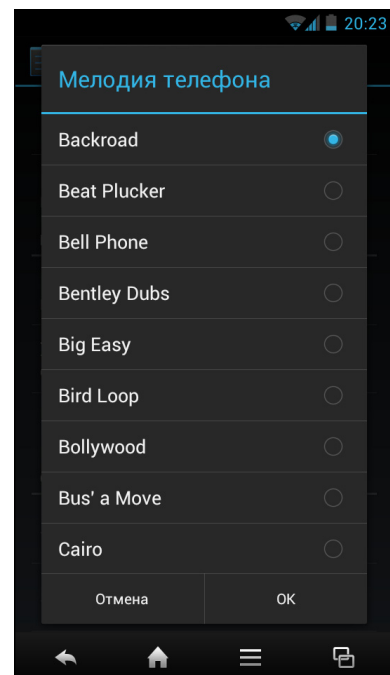 20:23
Мелодия телефона
Backroad
Beat Plucker
Bell Phone
Bentley Dubs
Big Easy
Bird Loop
Bollywood
Bus' a Move
Cairo
Отмена OK